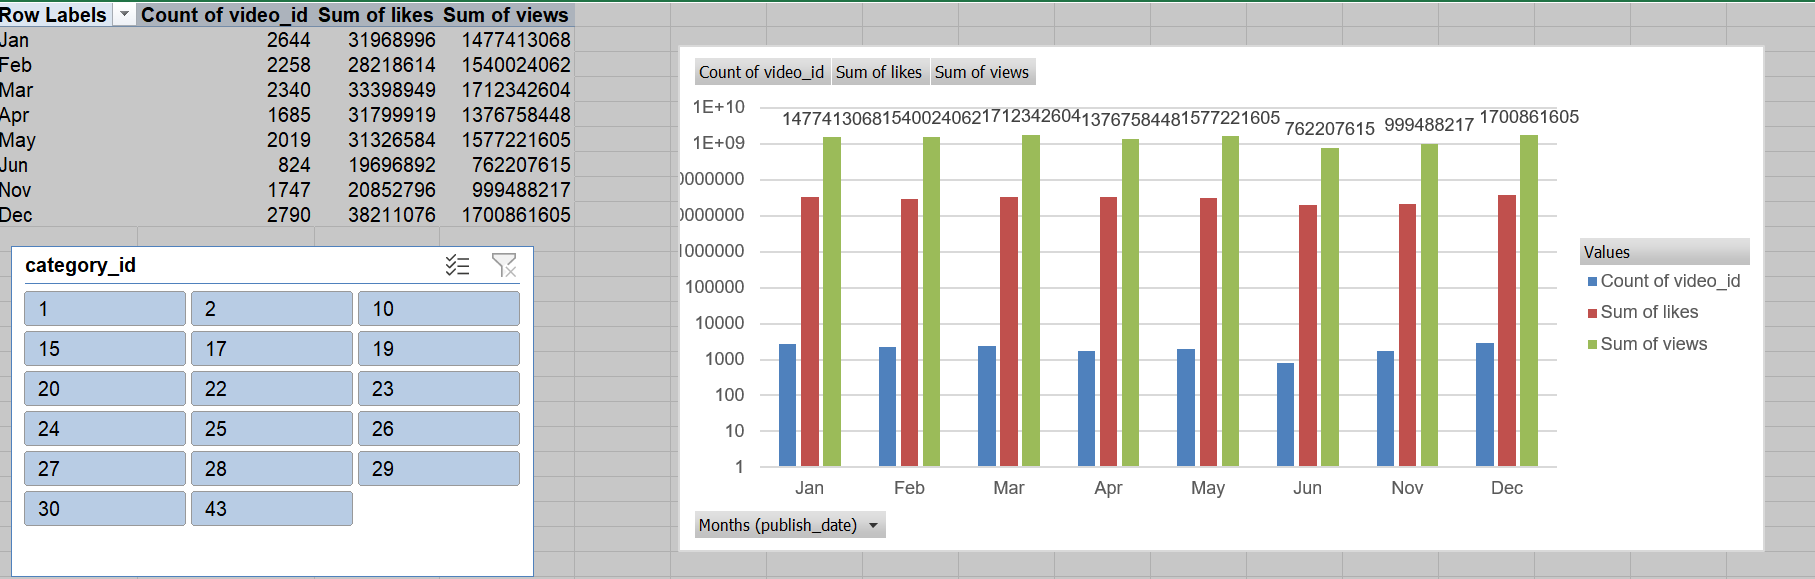 Row Labels Count of video_id Sum of likes Sum of views
Jan 2644 31968996 1477413068
Feb 2258 28218614 1540024062
Mar 2340 33398949 1712342604
Apr 1685 31799919 1376758448
May 2019 31326584 1577221605
Jun 824 19696892 762207615
Nov 1747 20852796 999488217
Dec 2790 38211076 1700861605
category_id
1 2 10
15 17 19
20 22 23
24 25 26
27 28 29
30 43
Count of video_id Sum of likes Sum of views
1E+10
1477413068 1540024062 1712342604 1376758448 1577221605 762207615 999488217 1700861605
1E+09
0000000
0000000
1000000
100000
10000
1000
100
10
1
Jan Feb Mar Apr May Jun Nov Dec
Months (publish_date)
Values
Count of video_id
Sum of likes
Sum of views